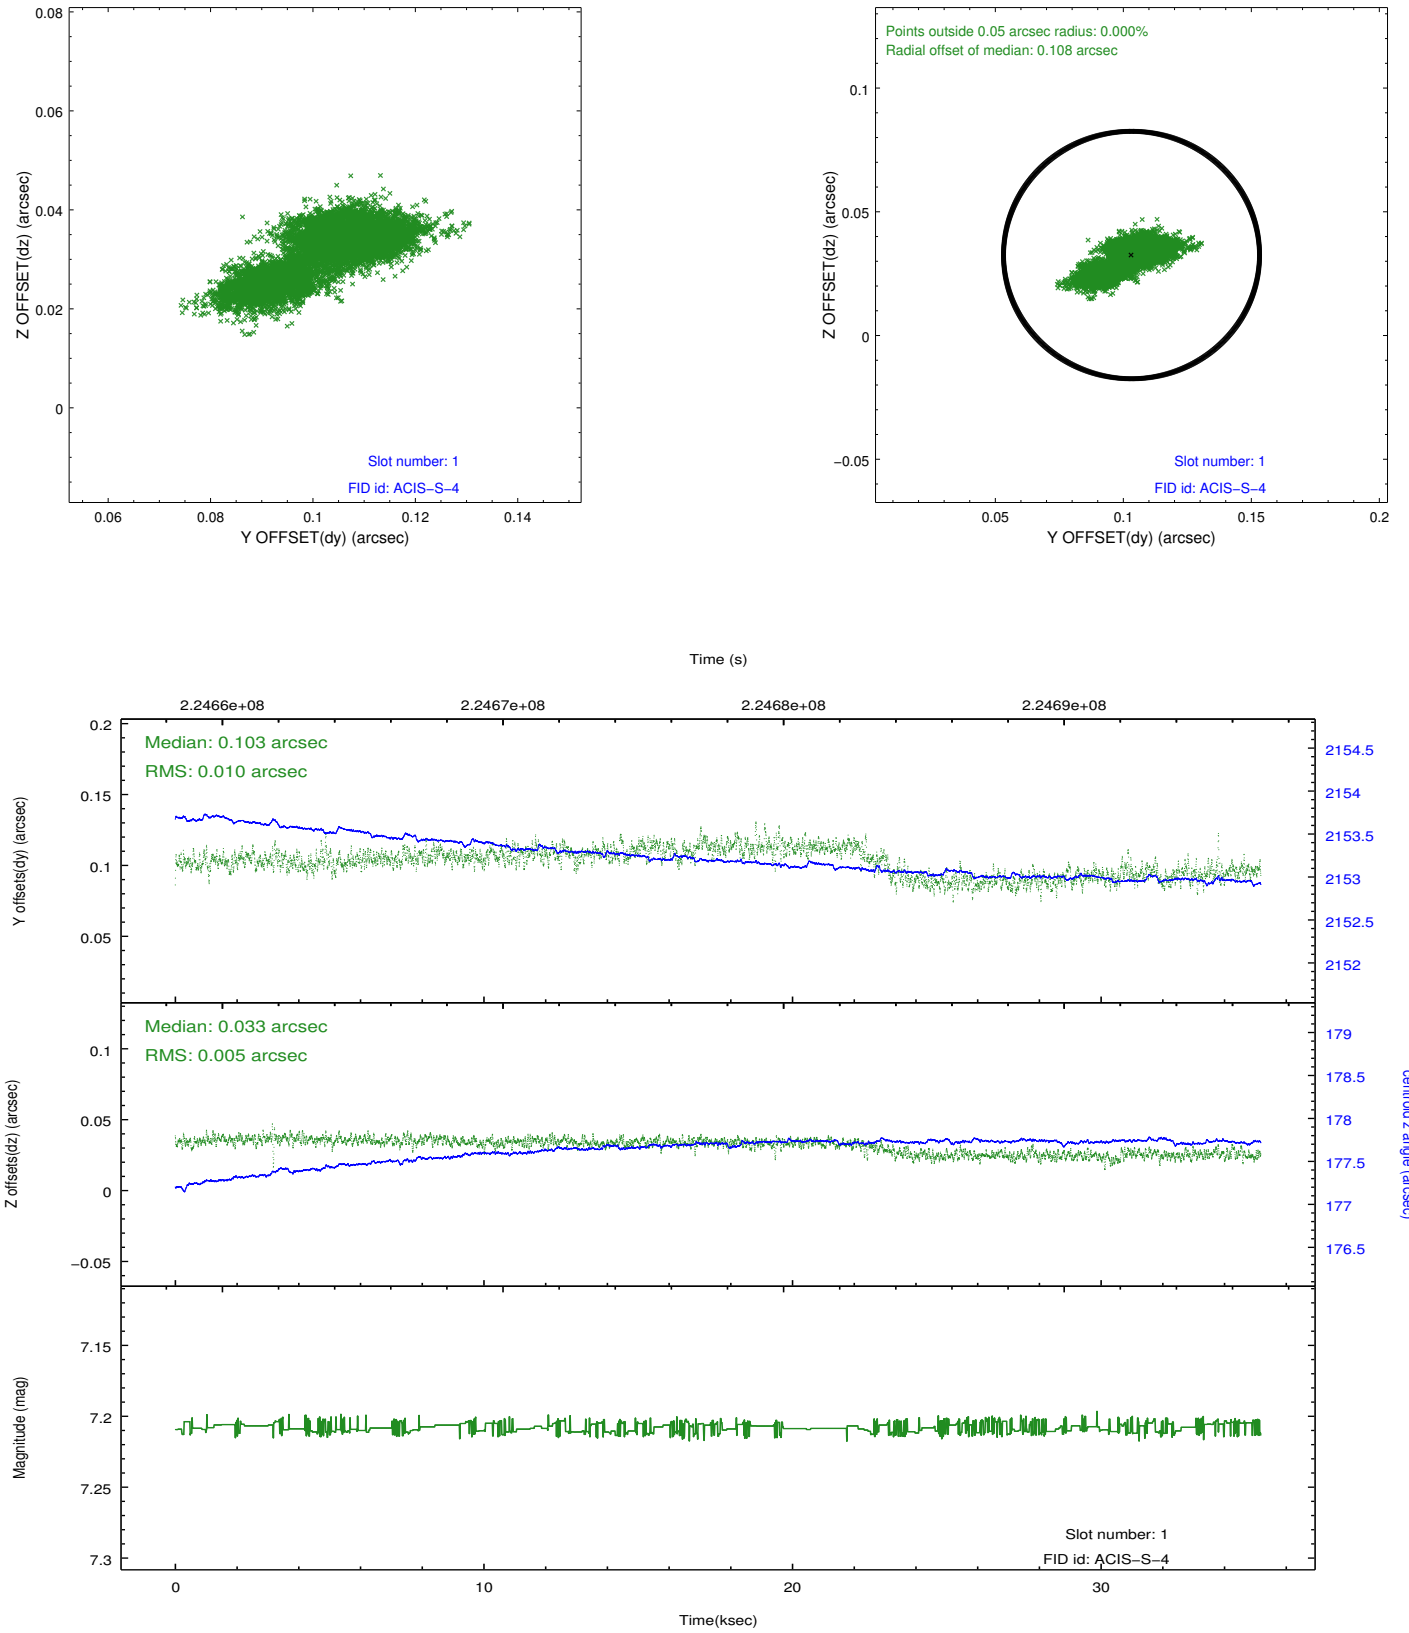 0.08
0.06
0.04
0.02
0
Z OFFSET(dz) (arcsec)
Slot number: 1
FID id: ACIS−S−4
0.06 0.08 0.1 0.12 0.14
Y OFFSET(dy) (arcsec)
Points outside 0.05 arcsec radius: 0.000%
Radial offset of median: 0.108 arcsec
0.1
0.05
0
−0.05
Z OFFSET(dz) (arcsec)
Slot number: 1
FID id: ACIS−S−4
0.05 0.1 0.15 0.2
Y OFFSET(dy) (arcsec)
Time (s)
2.2466e+08 2.2467e+08 2.2468e+08 2.2469e+08
Median: 0.103 arcsec
RMS: 0.010 arcsec
0.2
0.15
0.1
0.05
Y offsets(dy) (arcsec)
2154.5
2154
2153.5
2153
2152.5
2152
Median: 0.033 arcsec
RMS: 0.005 arcsec
0.1
0.05
0
−0.05
Z offsets(dz) (arcsec)
179
178.5
178
177.5
177
176.5
centroid z angle (arcsec)
7.15
7.2
7.25
7.3
Magnitude (mag)
Slot number: 1
FID id: ACIS−S−4
0 10 20 30
Time(ksec)